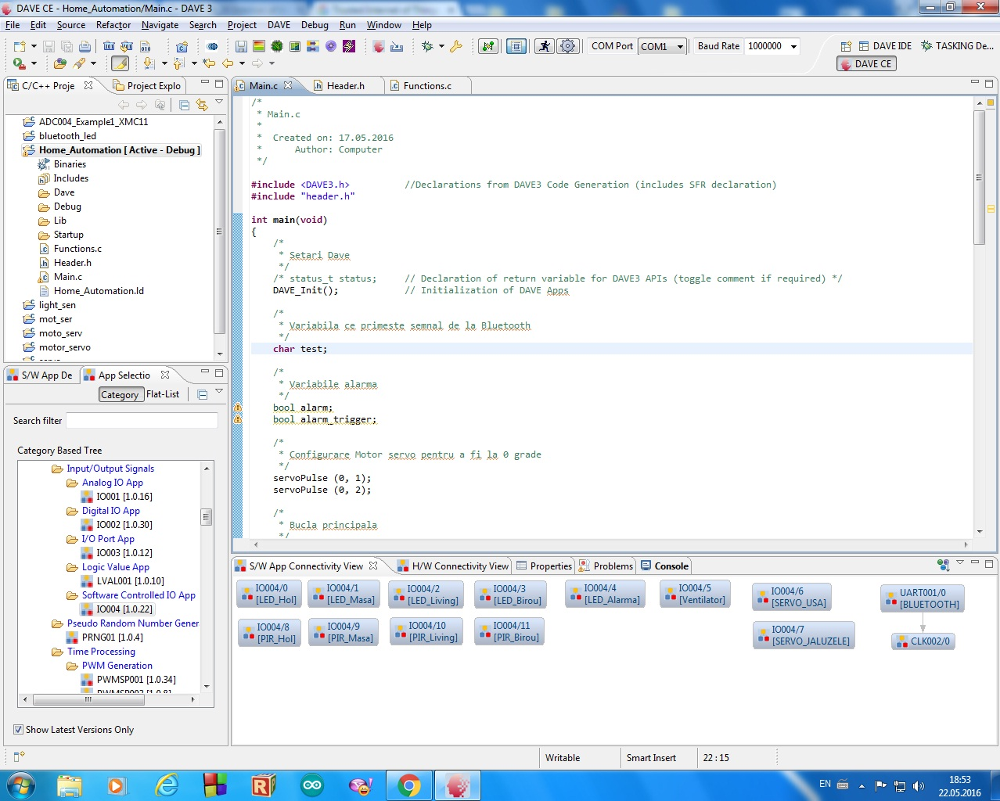 DAVE CE - Home_Automation/Main.c - DAVE 3
File Edit Source Refactor Navigate Search Project DAVE Debug Run Window Help
COM Port COM1 Baud Rate 1000000
DAVE IDE TASKING De...
DAVE CE
C/C++ Proje Project Explo
ADC004_Example1_XMC11
bluetooth_led
Home_Automation [ Active - Debug ]
Binaries
Includes
Dave
Debug
Lib
Startup
Functions.c
Header.h
Main.c
Home_Automation.ld
light_sen
mot_ser
moto_serv
motor_servo
S/W App De App Selectio
Category Flat-List
Search filter
Category Based Tree
Input/Output Signals
Analog IO App
IO001 [1.0.16]
Digital IO App
IO002 [1.0.30]
I/O Port App
IO003 [1.0.12]
Logic Value App
LVAL001 [1.0.10]
Software Controlled IO App
IO004 [1.0.22]
Pseudo Random Number Gener
PRNG01 [1.0.4]
Time Processing
PWM Generation
PWMSP001 [1.0.34]
Show Latest Versions Only
Main.c Header.h Functions.c
/*
* Main.c
*
* Created on: 17.05.2016
* Author: Computer
*/
#include <DAVE3.h> //Declarations from DAVE3 Code Generation (includes SFR declaration)
#include "header.h"
int main(void)
{
/*
* Setari Dave
*/
/* status_t status; // Declaration of return variable for DAVE3 APIs (toggle comment if required) */
DAVE_Init(); // Initialization of DAVE Apps
/*
* Variabila ce primeste semnal de la Bluetooth
*/
char test;
/*
* Variabile alarma
*/
bool alarm;
bool alarm_trigger;
/*
* Configurare Motor servo pentru a fi la 0 grade
*/
servoPulse (0, 1);
servoPulse (0, 2);
/*
* Bucla principala
*/
S/W App Connectivity View H/W Connectivity View Properties Problems Console
IO004/0 IO004/1 IO004/2 IO004/3 IO004/4 IO004/5 IO004/6 UART001/0
[LED_Hol] [LED_Masa] [LED_Living] [LED_Birou] [LED_Alarma] [Ventilator] [SERVO_USA] [BLUETOOTH]
IO004/8 IO004/9 IO004/10 IO004/11 IO004/7 CLK002/0
[PIR_Hol] [PIR_Masa] [PIR_Living] [PIR_Birou] [SERVO_JALUZELE]
Writable Smart Insert 22 : 15
EN 18:53
22.05.2016